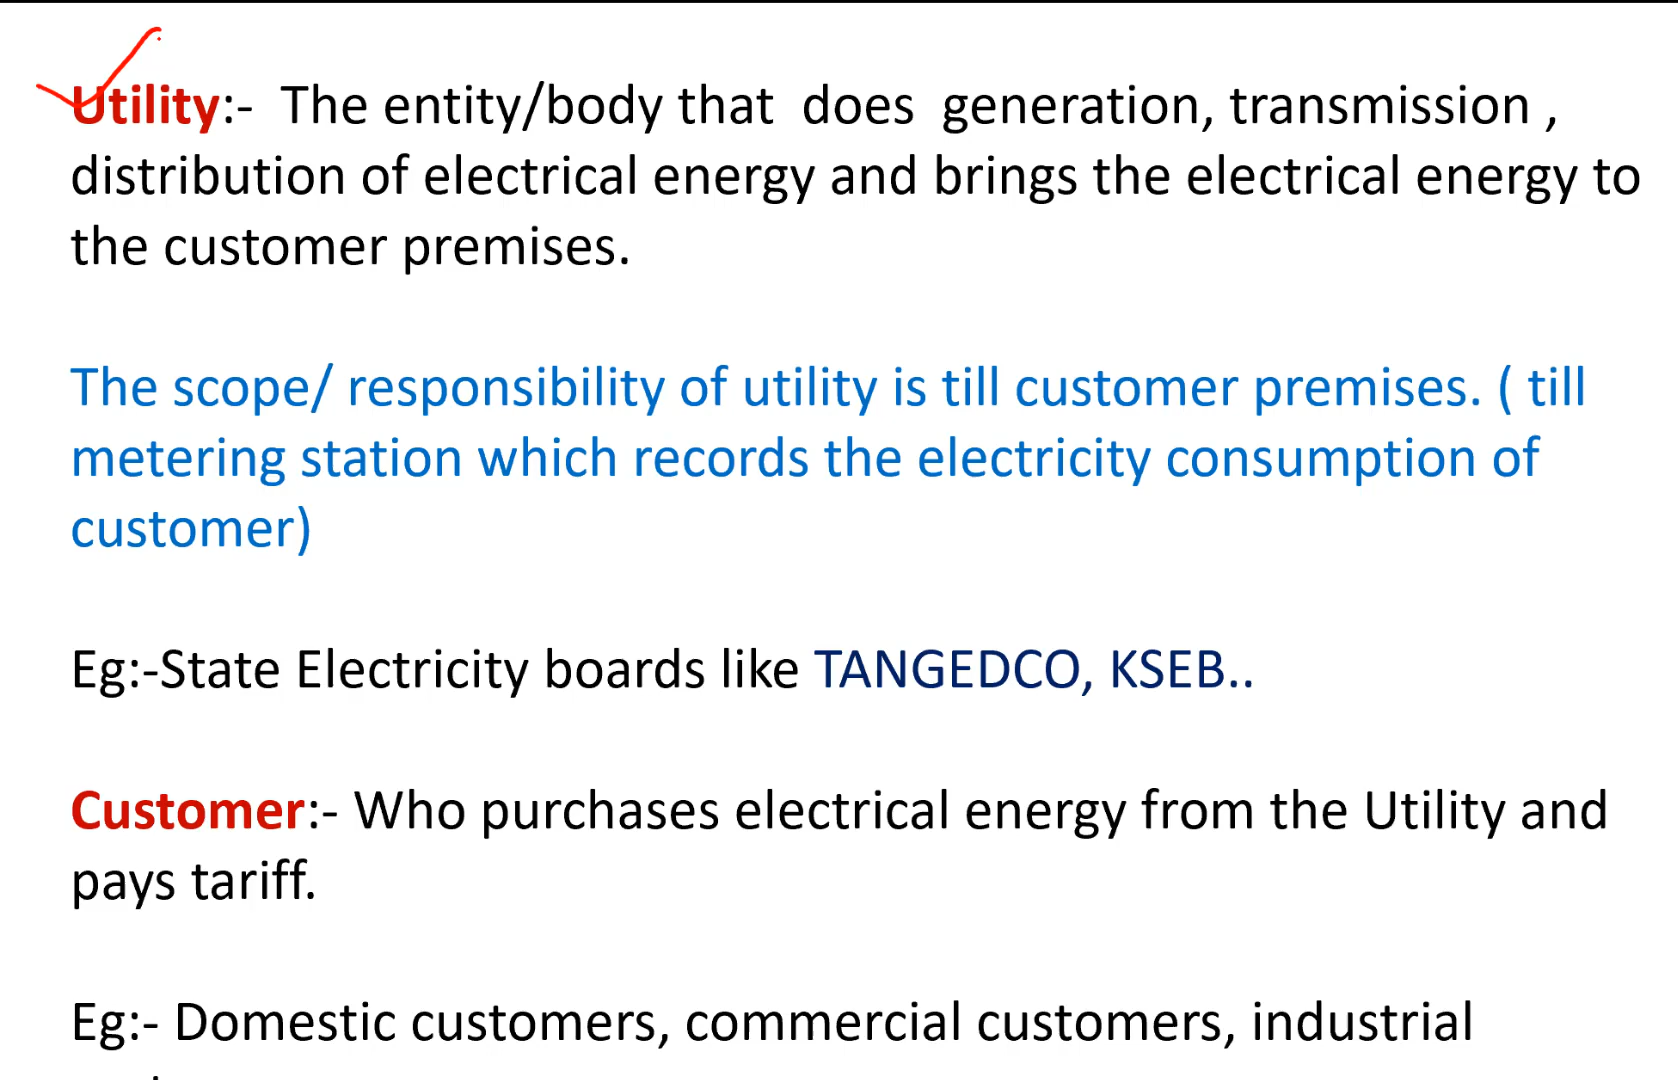 Utility:- The entity/body that does generation, transmission ,
distribution of electrical energy and brings the electrical energy to
the customer premises.
The scope/ responsibility of utility is till customer premises. ( till
metering station which records the electricity consumption of
customer)
Eg:-State Electricity boards like TANGEDCO, KSEB..
Customer:- Who purchases electrical energy from the Utility and
pays tariff.
Eg:- Domestic customers, commercial customers, industrial